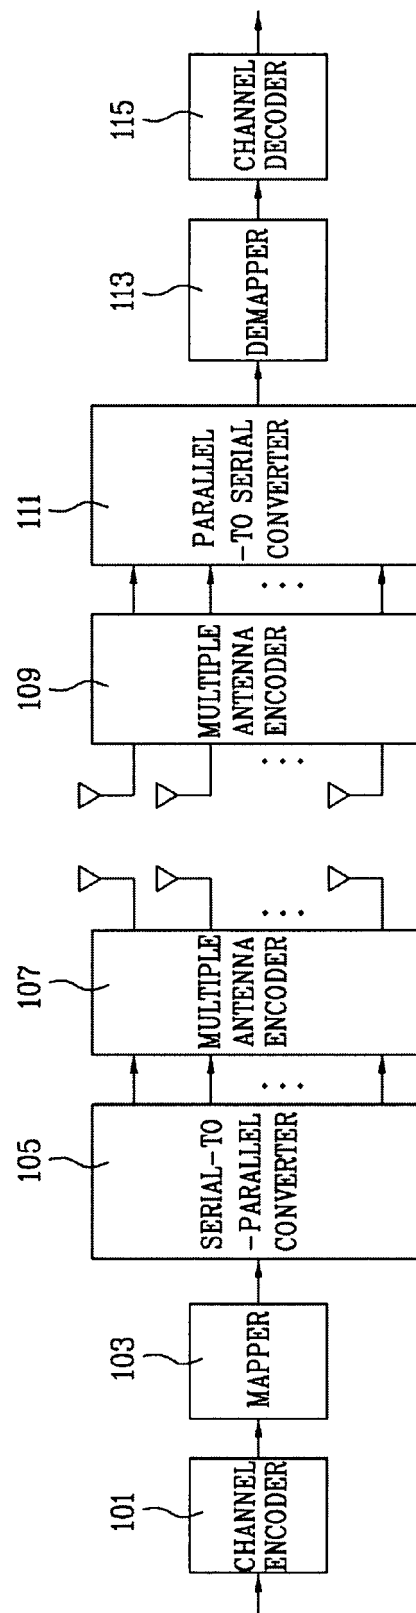 101
CHANNEL
ENCODER
103
MAPPER
105
SERIAL-TO
-PARALLEL
CONVERTER
107
MULTIPLE
ANTENNA
ENCODER
109
MULTIPLE
ANTENNA
ENCODER
111
PARALLEL
-TO SERIAL
CONVERTER
113
DEMAPPER
115
CHANNEL
DECODER